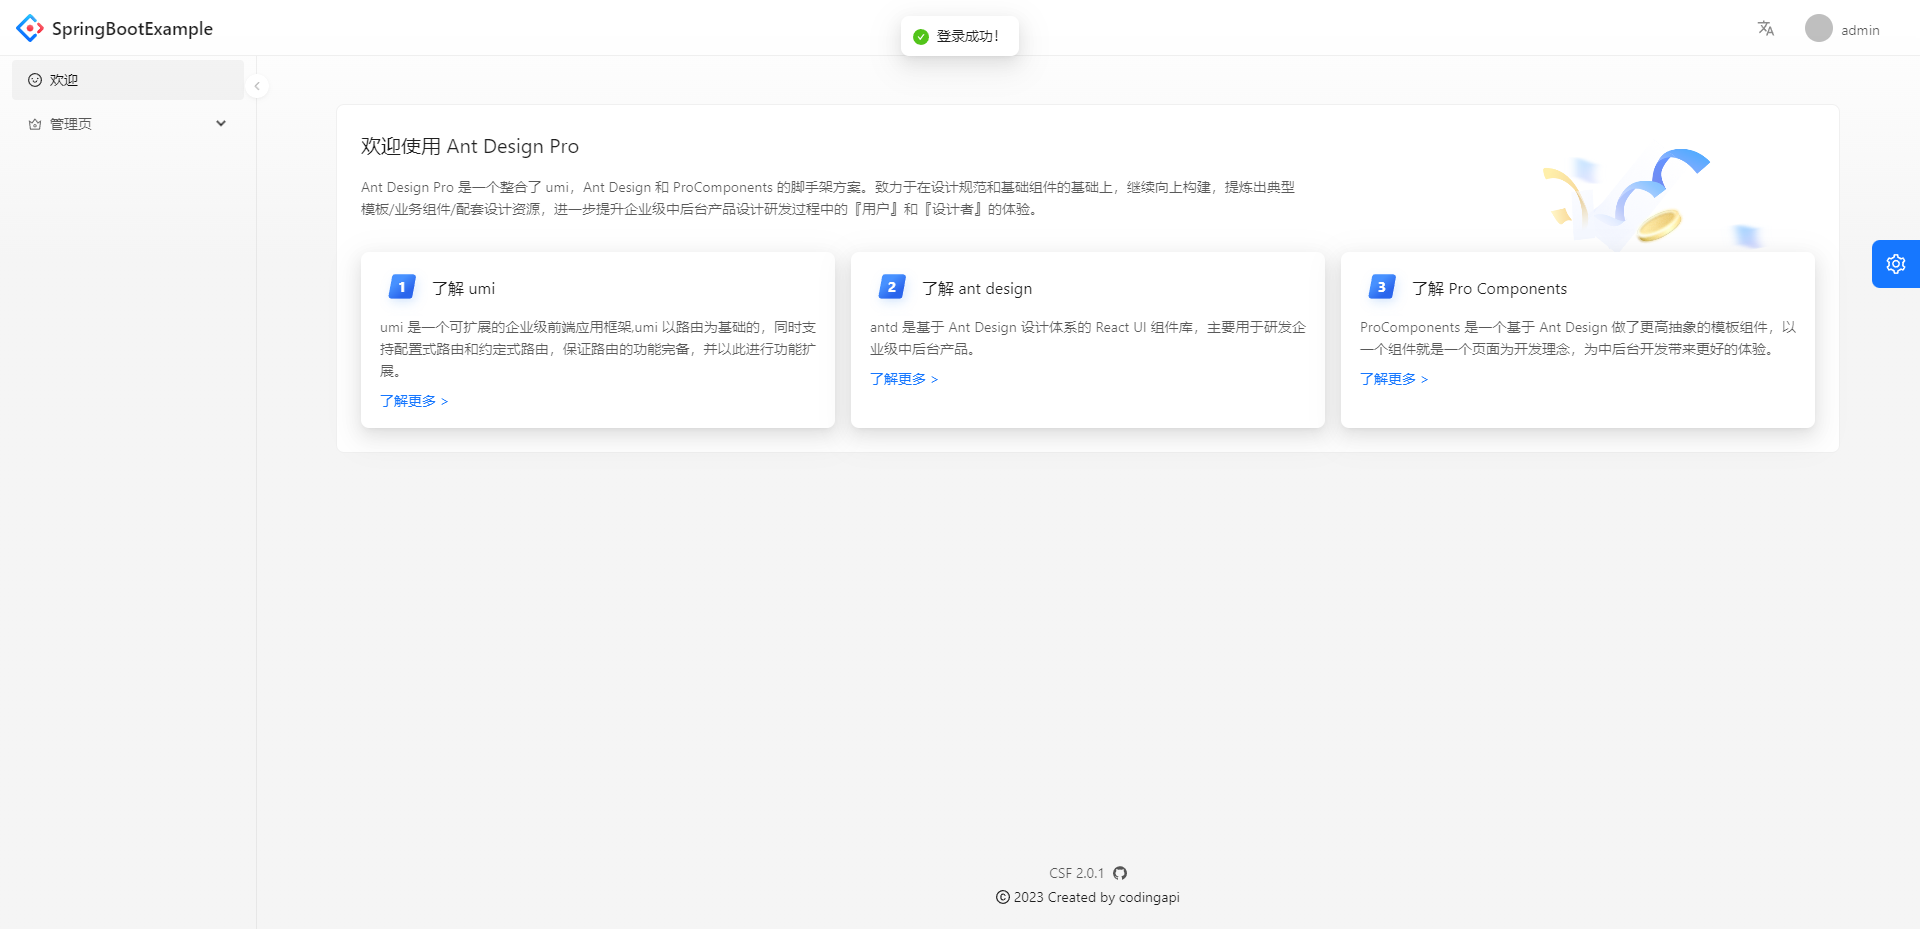 SpringBootExample
登录成功!
admin
欢迎
管理页
欢迎使用 Ant Design Pro
Ant Design Pro 是一个整合了 umi，Ant Design 和 ProComponents 的脚手架方案。致力于在设计规范和基础组件的基础上，继续向上构建，提炼出典型
模板/业务组件/配套设计资源，进一步提升企业级中后台产品设计研发过程中的『用户』和『设计者』的体验。
1 了解 umi
umi 是一个可扩展的企业级前端应用框架,umi 以路由为基础的，同时支
持配置式路由和约定式路由，保证路由的功能完备，并以此进行功能扩
展。
了解更多 >
2 了解 ant design
antd 是基于 Ant Design 设计体系的 React UI 组件库，主要用于研发企
业级中后台产品。
了解更多 >
3 了解 Pro Components
ProComponents 是一个基于 Ant Design 做了更高抽象的模板组件，以
一个组件就是一个页面为开发理念，为中后台开发带来更好的体验。
了解更多 >
CSF 2.0.1
© 2023 Created by codingapi